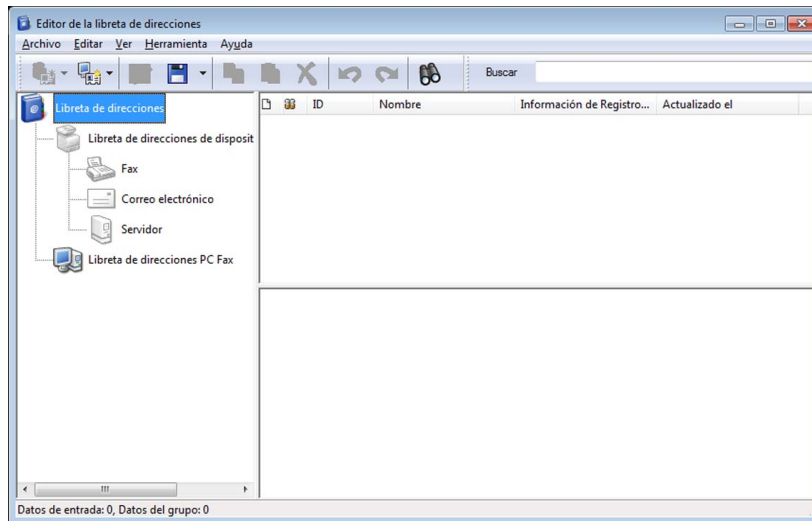 Editor de la libreta de direcciones
Archivo Editar Ver Herramienta Ayuda
Buscar
Libreta de direcciones
Libreta de direcciones de disposit
Fax
Correo electrónico
Servidor
Libreta de direcciones PC Fax
ID Nombre Información de Registro... Actualizado el
Datos de entrada: 0, Datos del grupo: 0